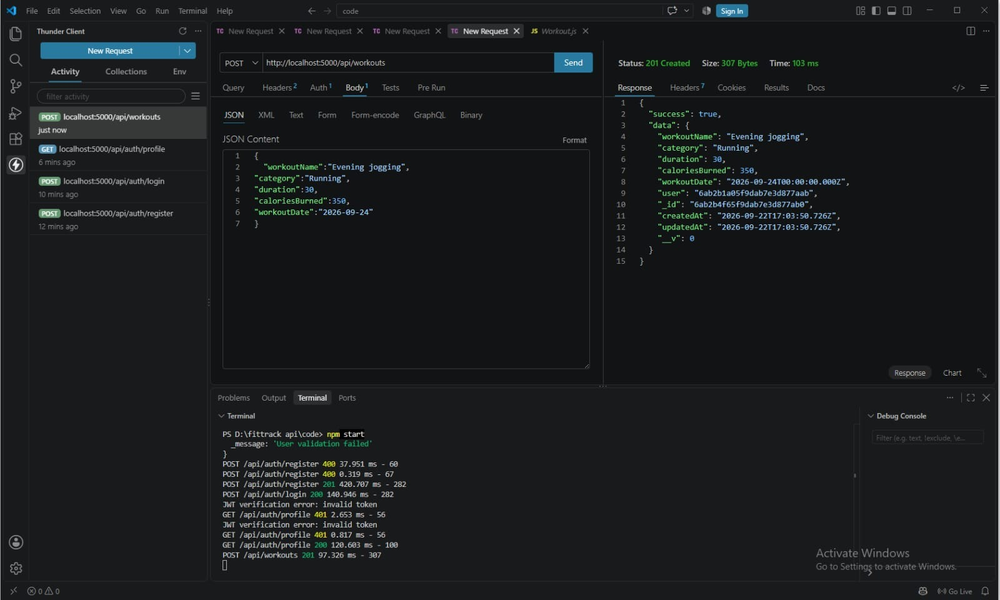 File Edit Selection View Go Run Terminal Help
code
Sign In
Thunder Client
New Request
Activity Collections Env
filter activity
POST localhost:5000/api/workouts
just now
GET localhost:5000/api/auth/profile
6 mins ago
POST localhost:5000/api/auth/login
10 mins ago
POST localhost:5000/api/auth/register
12 mins ago
TC New Request TC New Request TC New Request TC New Request JS Workout.js
POST http://localhost:5000/api/workouts Send
Query Headers 2 Auth 1 Body 1 Tests Pre Run
JSON XML Text Form Form-encode GraphQL Binary
JSON Content Format
1 {
2 "workoutName":"Evening jogging",
3 "category":"Running",
4 "duration":30,
5 "caloriesBurned":350,
6 "workoutDate":"2026-09-24"
7 }
Status: 201 Created Size: 307 Bytes Time: 103 ms
Response Headers 7 Cookies Results Docs </>
1 {
2 "success": true,
3 "data": {
4 "workoutName": "Evening jogging",
5 "category": "Running",
6 "duration": 30,
7 "caloriesBurned": 350,
8 "workoutDate": "2026-09-24T00:00:00.000Z",
9 "user": "6ab2b1a05f9dab7e3d877aab",
10 "_id": "6ab2b4f65f9dab7e3d877ab0",
11 "createdAt": "2026-09-22T17:03:50.726Z",
12 "updatedAt": "2026-09-22T17:03:50.726Z",
13 "__v": 0
14 }
15 }
Response Chart
Problems Output Terminal Ports
Terminal
PS D:\fittrack api\code> npm start
_message: 'User validation failed'
}
POST /api/auth/register 400 37.951 ms - 60
POST /api/auth/register 400 0.319 ms - 67
POST /api/auth/register 201 420.707 ms - 282
POST /api/auth/login 200 140.946 ms - 282
JWT verification error: invalid token
GET /api/auth/profile 401 2.653 ms - 56
JWT verification error: invalid token
GET /api/auth/profile 401 0.817 ms - 56
GET /api/auth/profile 200 120.603 ms - 100
POST /api/workouts 201 97.326 ms - 307
Debug Console
Filter (e.g. text, !exclude, \e...
Activate Windows
Go to Settings to activate Windows.
0 0
Go Live